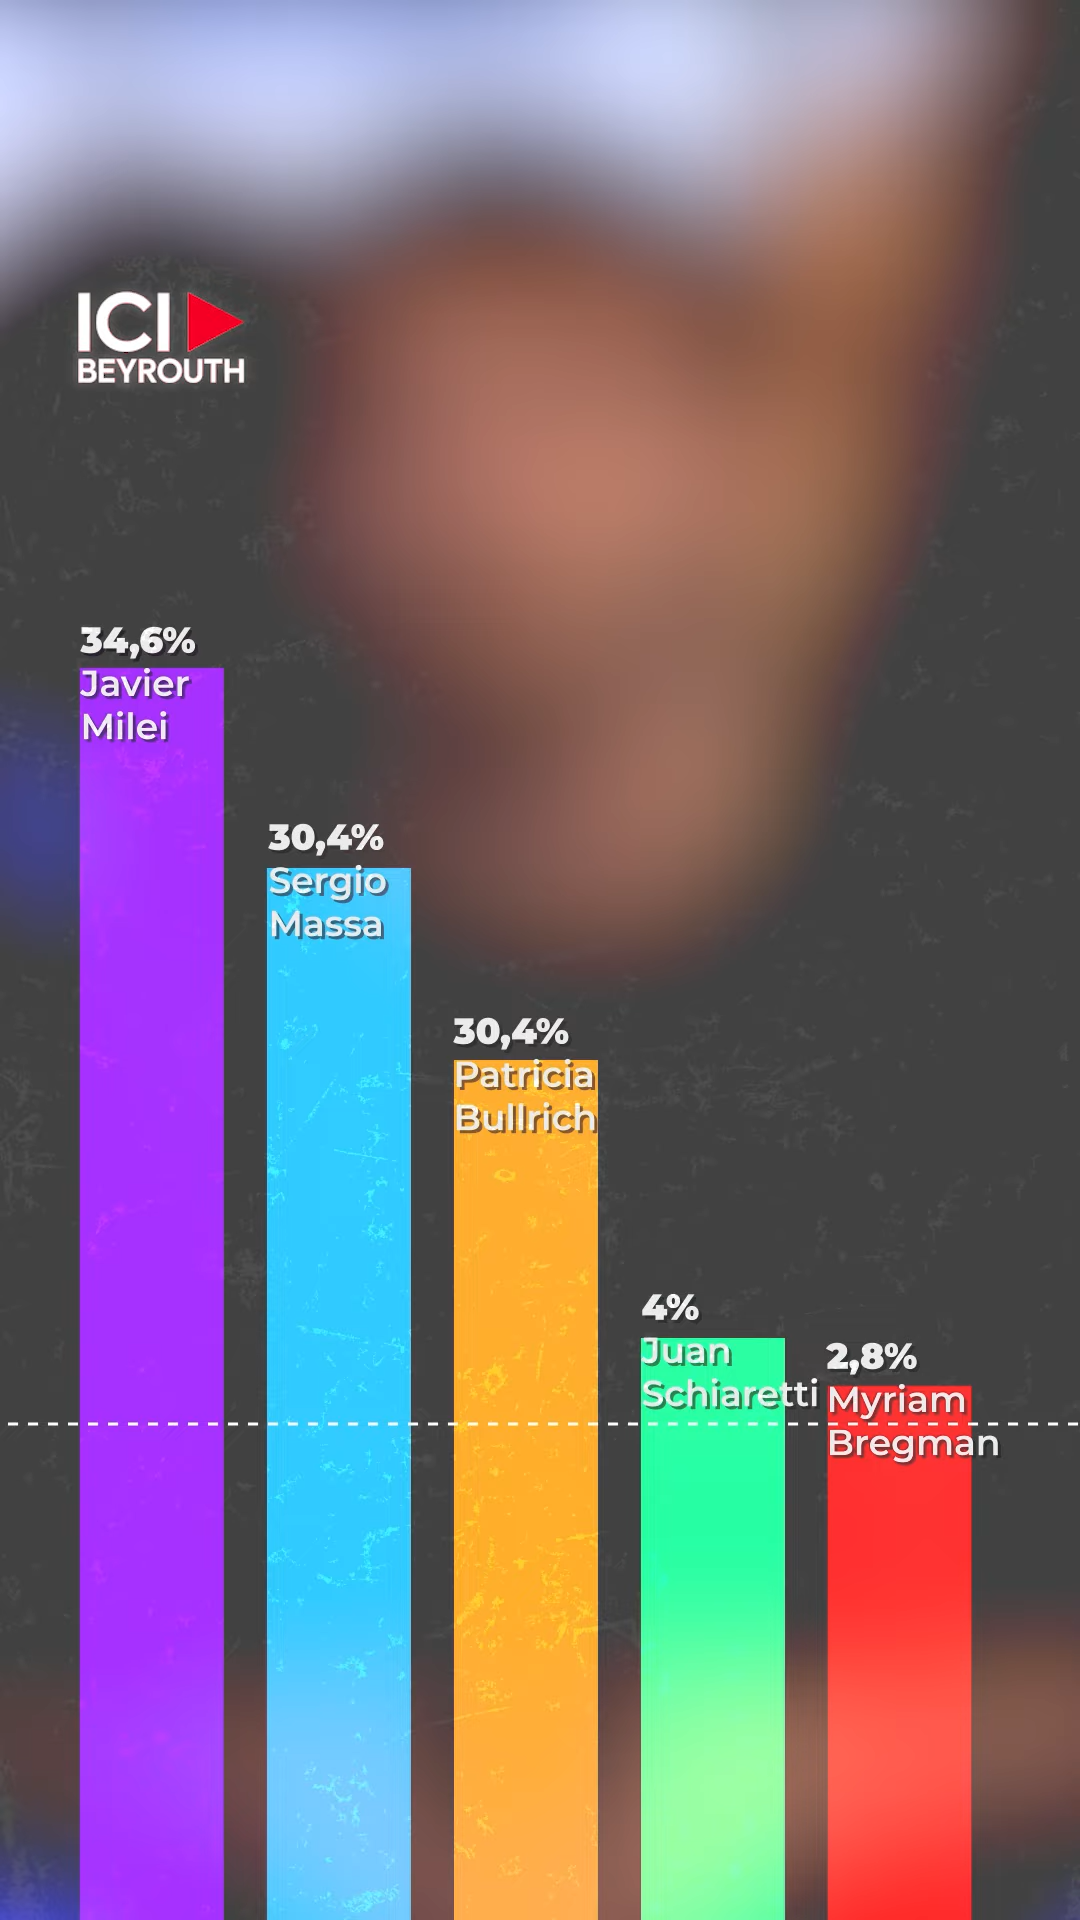 ICI
BEYROUTH
34,6%
Javier
Milei
30,4%
Sergio
Massa
30,4%
Patricia
Bullrich
4%
Juan
Schiaretti
2,8%
Myriam
Bregman